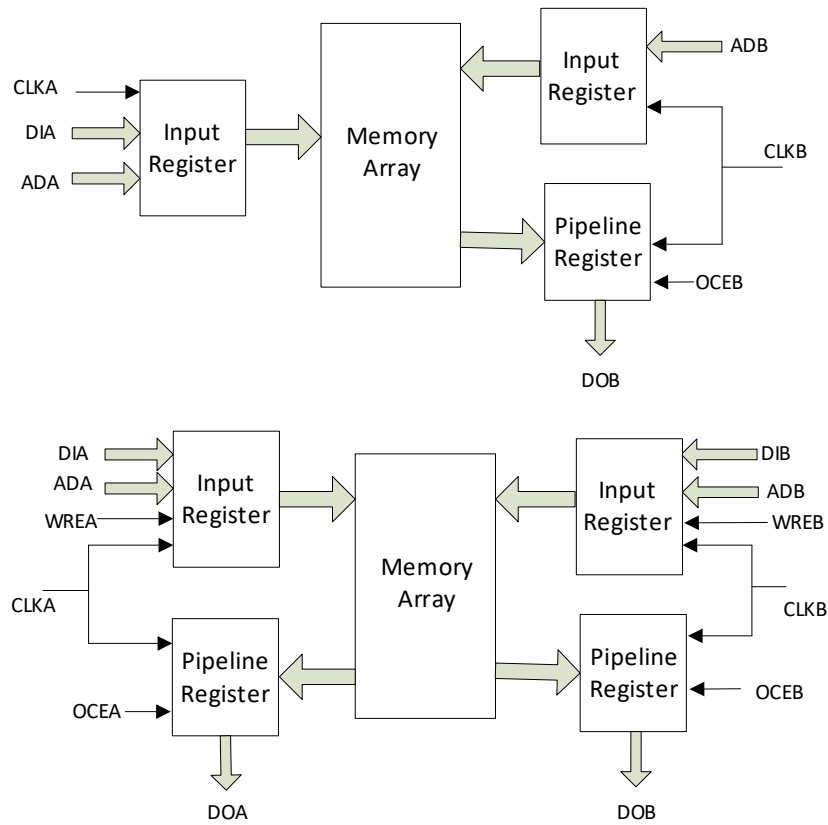 CLKA
DIA
ADA
Input
Register
Memory
Array
Input
Register
ADB
CLKB
Pipeline
Register
OCEB
DOB
DIA
ADA
WREA
CLKA
Input
Register
Pipeline
Register
OCEA
DOA
Memory
Array
Input
Register
DIB
ADB
WREB
CLKB
Pipeline
Register
OCEB
DOB